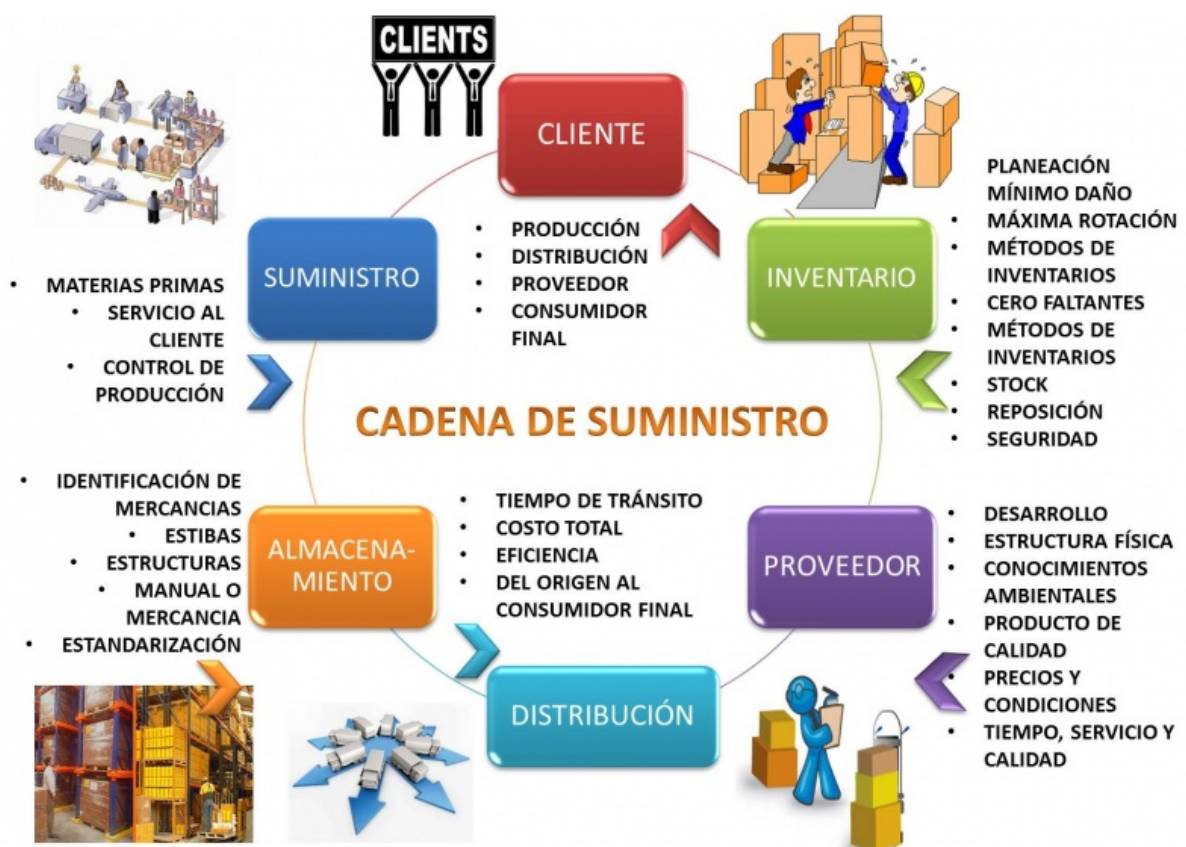 CLIENTS
CLIENTE
• PRODUCCIÓN
• DISTRIBUCIÓN
• PROVEEDOR
• CONSUMIDOR
FINAL
INVENTARIO
PLANEACIÓN
MÍNIMO DAÑO
• MÁXIMA ROTACIÓN
• MÉTODOS DE
INVENTARIOS
• CERO FALTANTES
• MÉTODOS DE
INVENTARIOS
• STOCK
• REPOSICIÓN
• SEGURIDAD
SUMINISTRO
• MATERIAS PRIMAS
• SERVICIO AL
CLIENTE
• CONTROL DE
PRODUCCIÓN
CADENA DE SUMINISTRO
• IDENTIFICACIÓN DE
MERCANCIAS
• ESTIBAS
• ESTRUCTURAS
• MANUAL O
MERCANCIA
• ESTANDARIZACIÓN
ALMACENA-
MIENTO
• TIEMPO DE TRÁNSITO
• COSTO TOTAL
• EFICIENCIA
• DEL ORIGEN AL
CONSUMIDOR FINAL
DISTRIBUCIÓN
PROVEEDOR
• DESARROLLO
• ESTRUCTURA FÍSICA
• CONOCIMIENTOS
AMBIENTALES
• PRODUCTO DE
CALIDAD
• PRECIOS Y
CONDICIONES
• TIEMPO, SERVICIO Y
CALIDAD